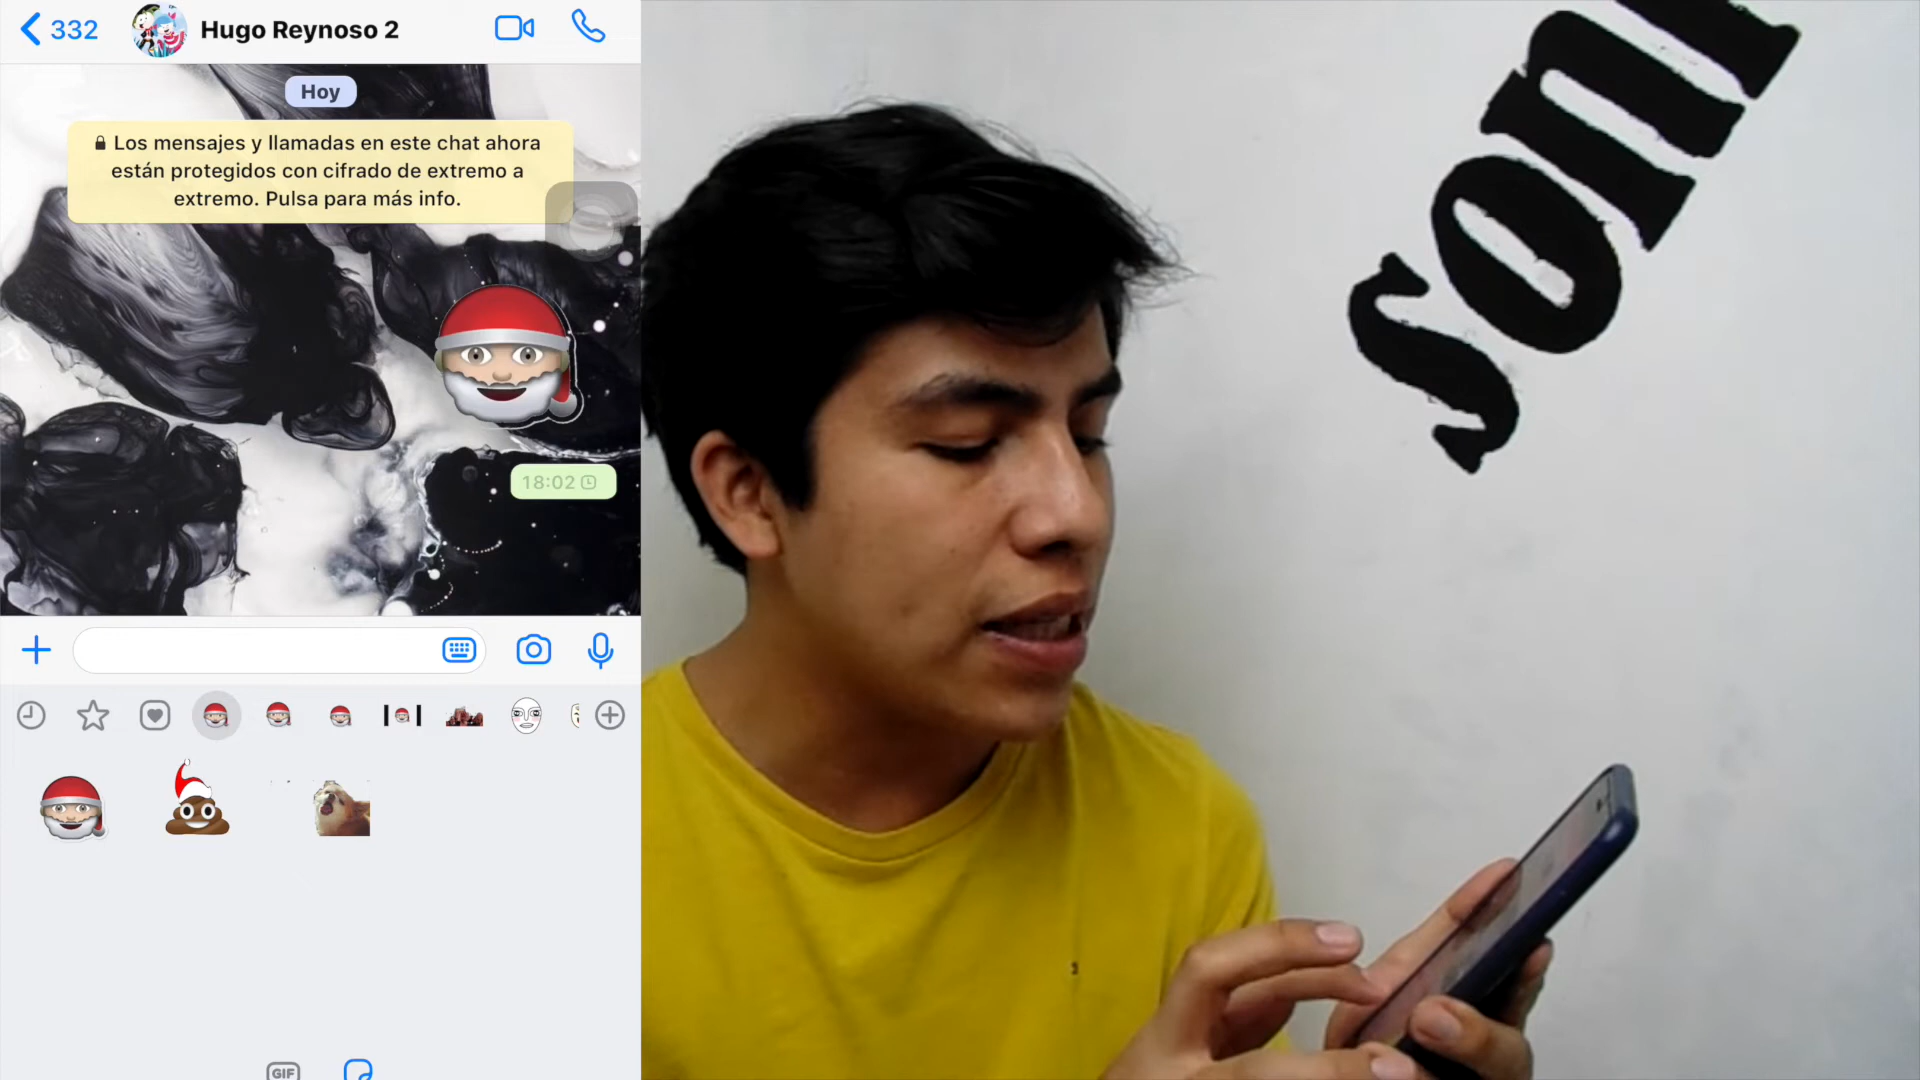 332
Hugo Reynoso 2
Hoy
Los mensajes y llamadas en este chat ahora
están protegidos con cifrado de extremo a
extremo. Pulsa para más info.
18:02
GIF